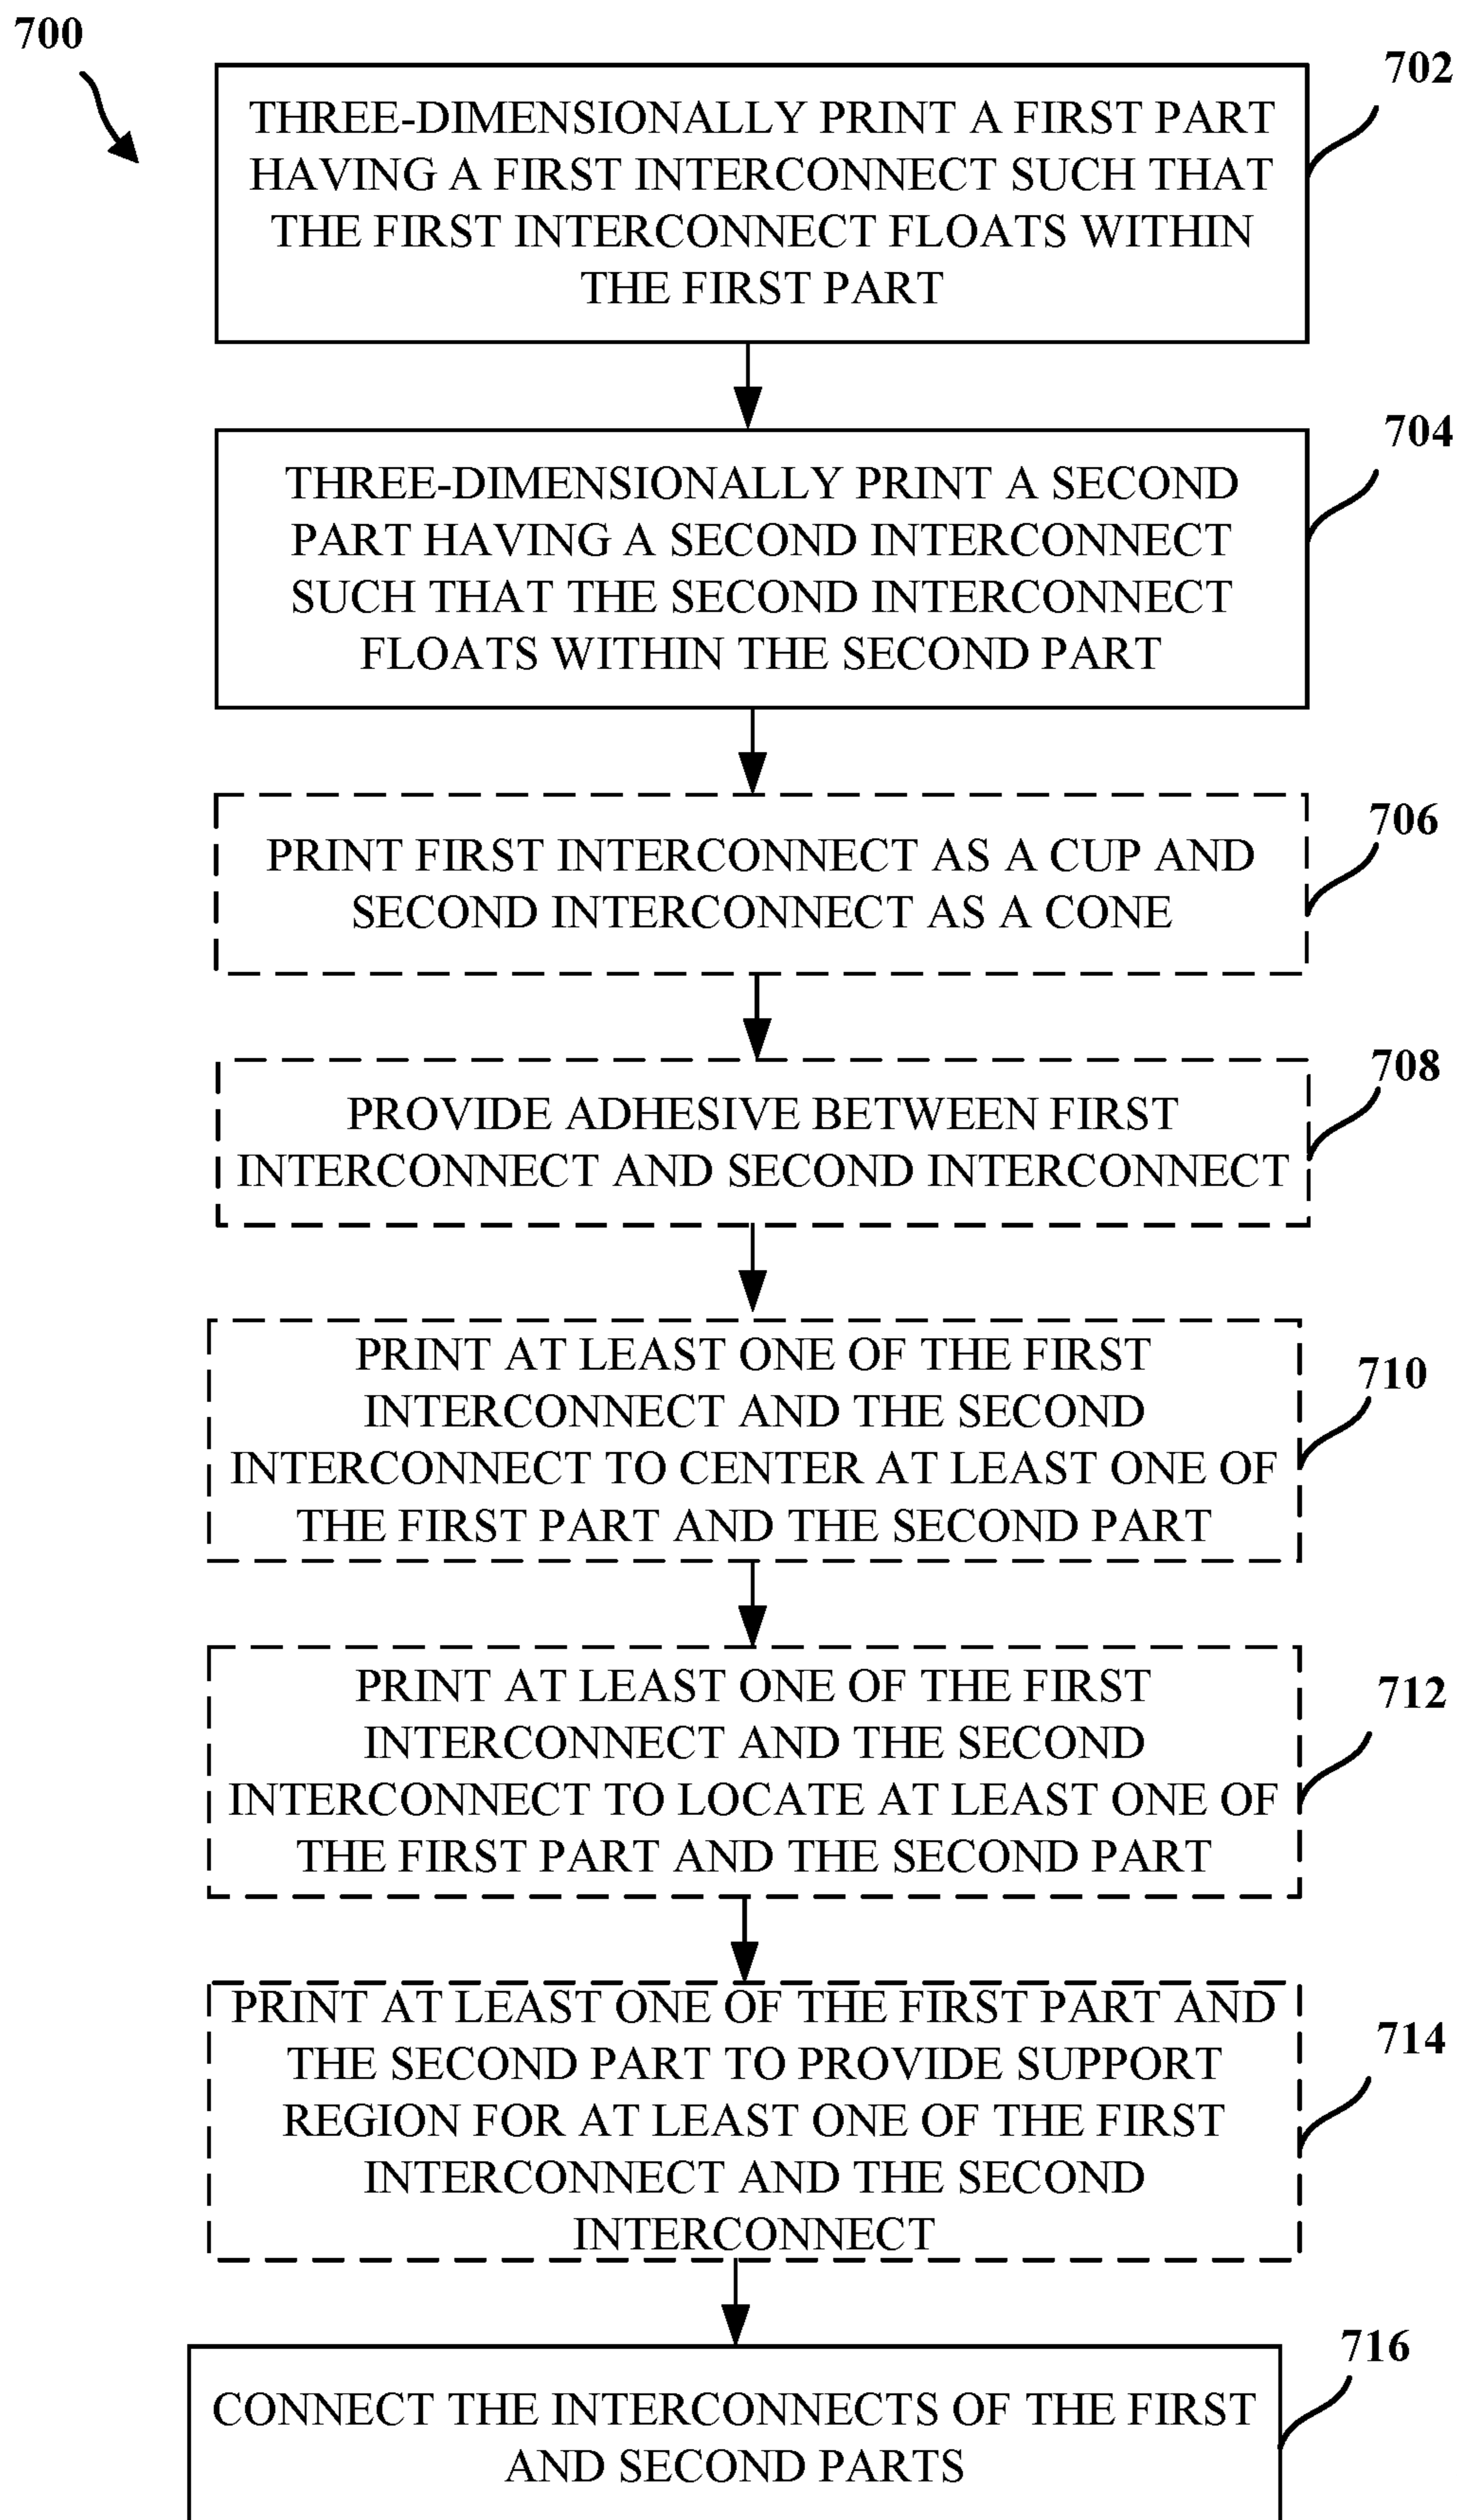 700
702
THREE-DIMENSIONALLY PRINT A FIRST PART
HAVING A FIRST INTERCONNECT SUCH THAT
THE FIRST INTERCONNECT FLOATS WITHIN
THE FIRST PART
704
THREE-DIMENSIONALLY PRINT A SECOND
PART HAVING A SECOND INTERCONNECT
SUCH THAT THE SECOND INTERCONNECT
FLOATS WITHIN THE SECOND PART
706
PRINT FIRST INTERCONNECT AS A CUP AND
SECOND INTERCONNECT AS A CONE
708
PROVIDE ADHESIVE BETWEEN FIRST
INTERCONNECT AND SECOND INTERCONNECT
710
PRINT AT LEAST ONE OF THE FIRST
INTERCONNECT AND THE SECOND
INTERCONNECT TO CENTER AT LEAST ONE OF
THE FIRST PART AND THE SECOND PART
712
PRINT AT LEAST ONE OF THE FIRST
INTERCONNECT AND THE SECOND
INTERCONNECT TO LOCATE AT LEAST ONE OF
THE FIRST PART AND THE SECOND PART
714
PRINT AT LEAST ONE OF THE FIRST PART AND
THE SECOND PART TO PROVIDE SUPPORT
REGION FOR AT LEAST ONE OF THE FIRST
INTERCONNECT AND THE SECOND
INTERCONNECT
716
CONNECT THE INTERCONNECTS OF THE FIRST
AND SECOND PARTS